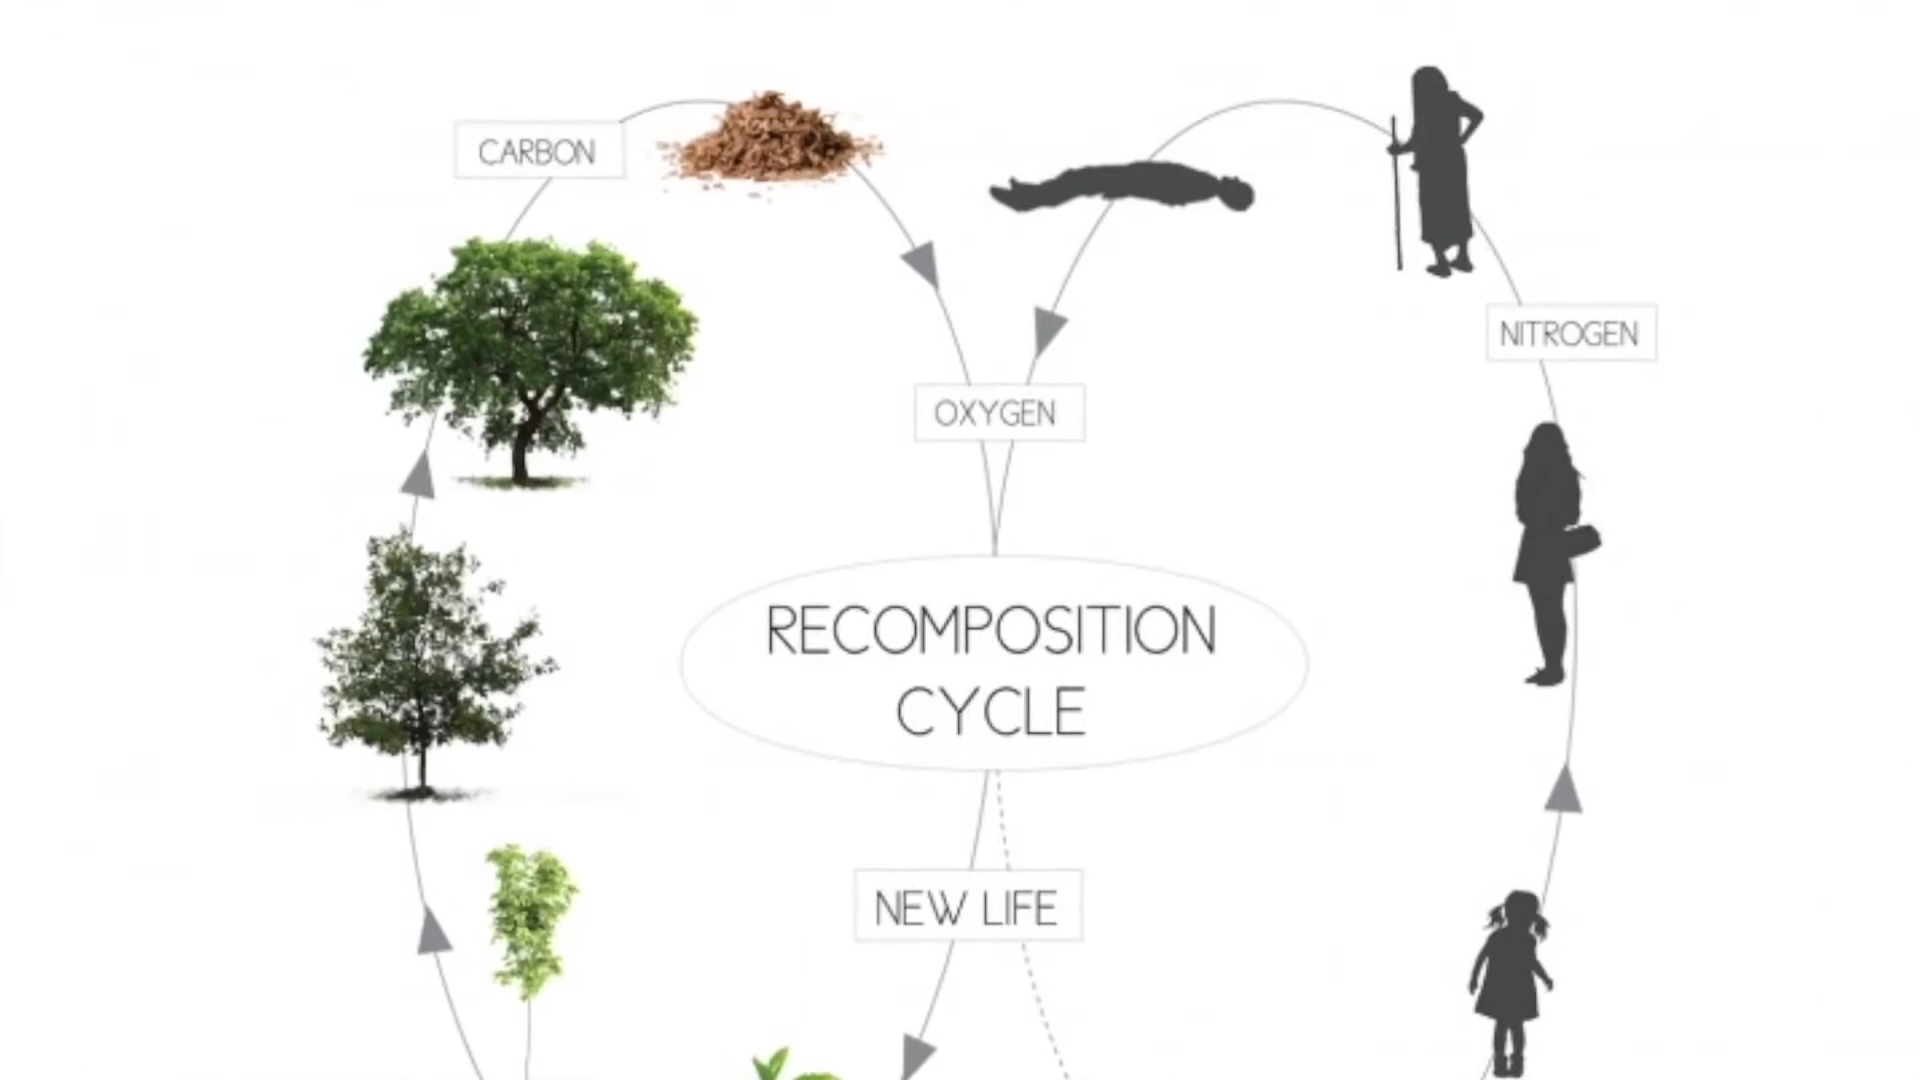 CARBON
NITROGEN
OXYGEN
RECOMPOSITION
CYCLE
NEW LIFE